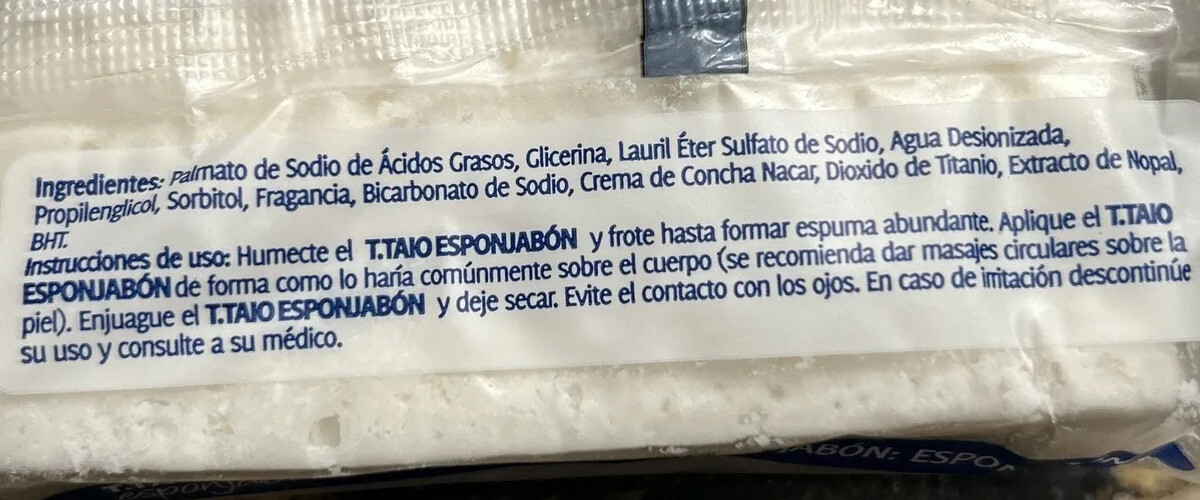 Ingredientes: Palmato de Sodio de Ácidos Grasos, Glicerina, Lauril Éter Sulfato de Sodio, Agua Desionizada,
Propilenglicol, Sorbitol, Fragancia, Bicarbonato de Sodio, Crema de Concha Nacar, Dioxido de Titanio, Extracto de Nopal,
BHT.
Instrucciones de uso: Humecte el T.TAIO ESPONJABÓN y frote hasta formar espuma abundante. Aplique el T.TAIO
ESPONJABÓN de forma como lo haría comúnmente sobre el cuerpo (se recomienda dar masajes circulares sobre la
piel). Enjuague el T.TAIO ESPONJABÓN y deje secar. Evite el contacto con los ojos. En caso de irritación descontinúe
su uso y consulte a su médico.
ABÓN: ESPO